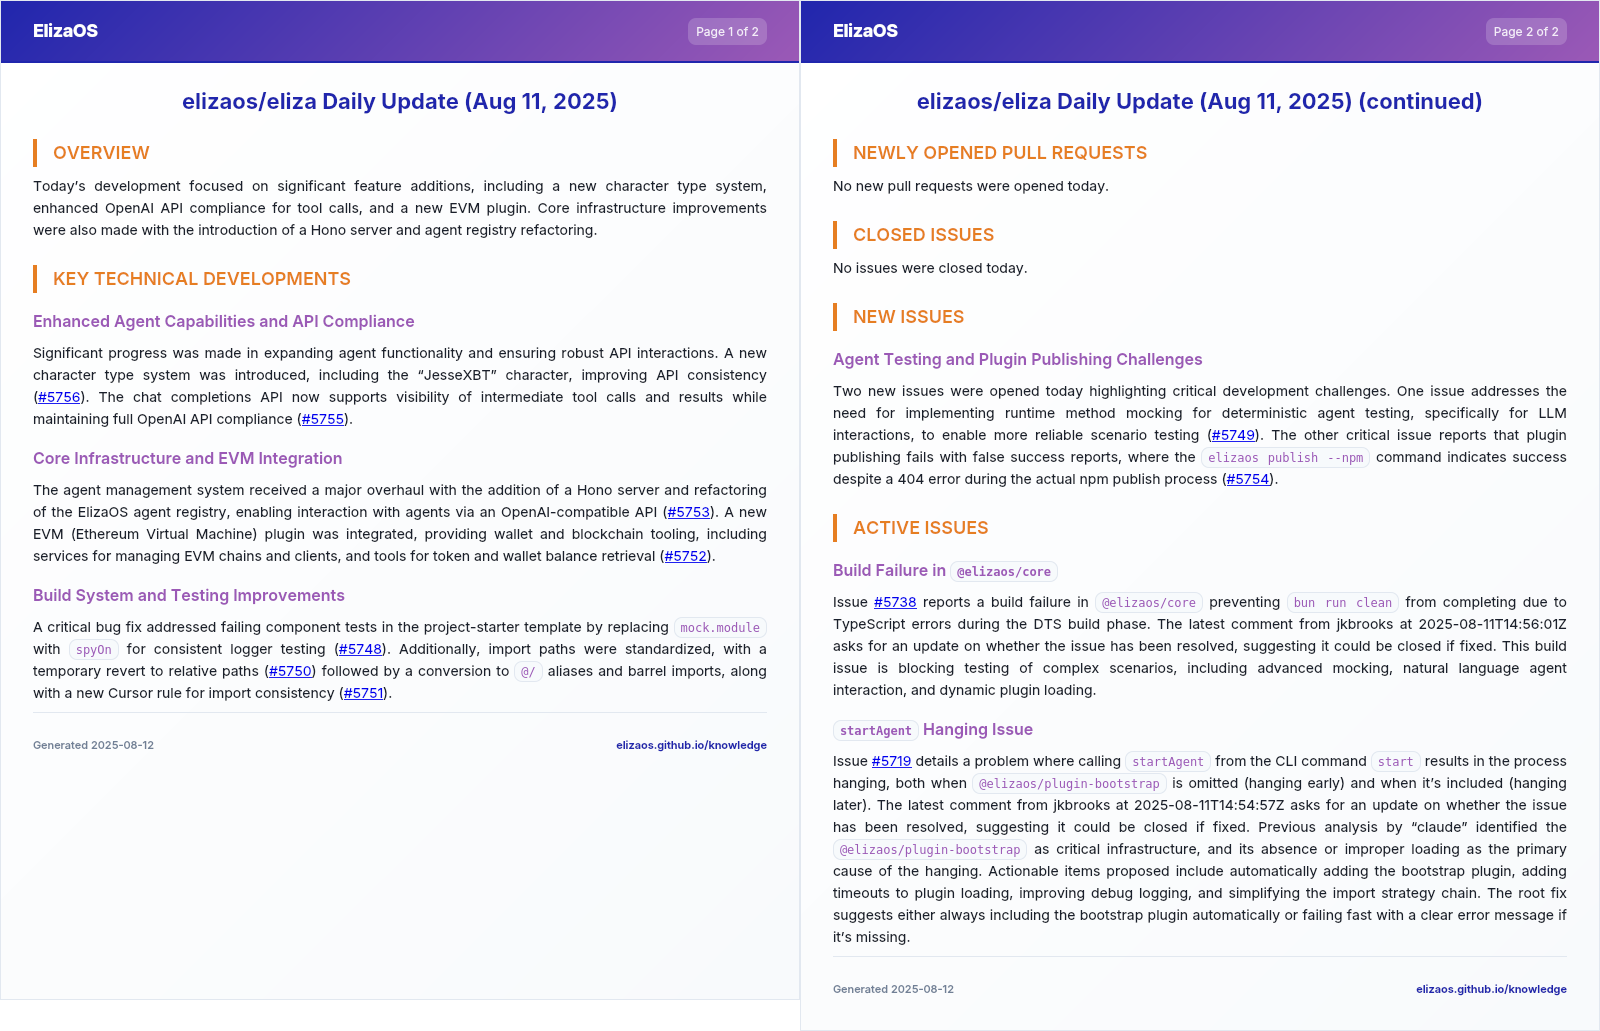 ElizaOS
Page 1 of 2
elizaos/eliza Daily Update (Aug 11, 2025)
OVERVIEW
Today’s development focused on significant feature additions, including a new character type system,
enhanced OpenAI API compliance for tool calls, and a new EVM plugin. Core infrastructure improvements
were also made with the introduction of a Hono server and agent registry refactoring.
KEY TECHNICAL DEVELOPMENTS
Enhanced Agent Capabilities and API Compliance
Significant progress was made in expanding agent functionality and ensuring robust API interactions. A new
character type system was introduced, including the “JesseXBT” character, improving API consistency
(#5756). The chat completions API now supports visibility of intermediate tool calls and results while
maintaining full OpenAI API compliance (#5755).
Core Infrastructure and EVM Integration
The agent management system received a major overhaul with the addition of a Hono server and refactoring
of the ElizaOS agent registry, enabling interaction with agents via an OpenAI-compatible API (#5753). A new
EVM (Ethereum Virtual Machine) plugin was integrated, providing wallet and blockchain tooling, including
services for managing EVM chains and clients, and tools for token and wallet balance retrieval (#5752).
Build System and Testing Improvements
A critical bug fix addressed failing component tests in the project-starter template by replacing mock.module
with spyOn for consistent logger testing (#5748). Additionally, import paths were standardized, with a
temporary revert to relative paths (#5750) followed by a conversion to @/ aliases and barrel imports, along
with a new Cursor rule for import consistency (#5751).
Generated 2025-08-12
elizaos.github.io/knowledge
ElizaOS
Page 2 of 2
elizaos/eliza Daily Update (Aug 11, 2025) (continued)
NEWLY OPENED PULL REQUESTS
No new pull requests were opened today.
CLOSED ISSUES
No issues were closed today.
NEW ISSUES
Agent Testing and Plugin Publishing Challenges
Two new issues were opened today highlighting critical development challenges. One issue addresses the
need for implementing runtime method mocking for deterministic agent testing, specifically for LLM
interactions, to enable more reliable scenario testing (#5749). The other critical issue reports that plugin
publishing fails with false success reports, where the elizaos publish --npm command indicates success
despite a 404 error during the actual npm publish process (#5754).
ACTIVE ISSUES
Build Failure in @elizaos/core
Issue #5738 reports a build failure in @elizaos/core preventing bun run clean from completing due to
TypeScript errors during the DTS build phase. The latest comment from jkbrooks at 2025-08-11T14:56:01Z
asks for an update on whether the issue has been resolved, suggesting it could be closed if fixed. This build
issue is blocking testing of complex scenarios, including advanced mocking, natural language agent
interaction, and dynamic plugin loading.
startAgent Hanging Issue
Issue #5719 details a problem where calling startAgent from the CLI command start results in the process
hanging, both when @elizaos/plugin-bootstrap is omitted (hanging early) and when it’s included (hanging
later). The latest comment from jkbrooks at 2025-08-11T14:54:57Z asks for an update on whether the issue
has been resolved, suggesting it could be closed if fixed. Previous analysis by “claude” identified the
@elizaos/plugin-bootstrap as critical infrastructure, and its absence or improper loading as the primary
cause of the hanging. Actionable items proposed include automatically adding the bootstrap plugin, adding
timeouts to plugin loading, improving debug logging, and simplifying the import strategy chain. The root fix
suggests either always including the bootstrap plugin automatically or failing fast with a clear error message if
it’s missing.
Generated 2025-08-12
elizaos.github.io/knowledge